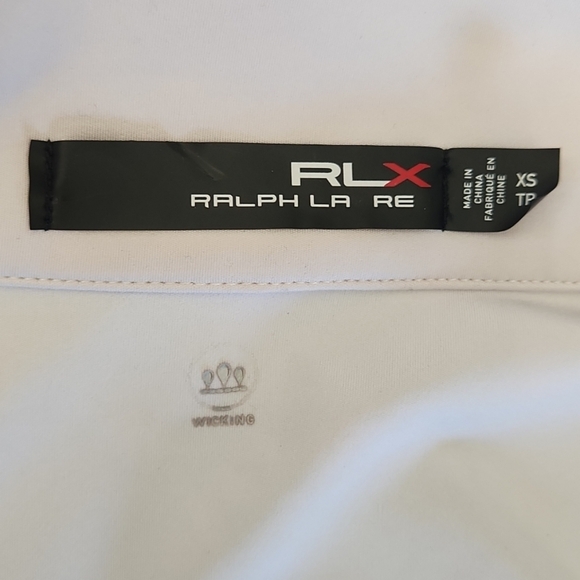 RLX
RALPH LA RE
MADE IN
CHINA
FABRIQUÉ EN
CHINE
XS
TP
WICKING